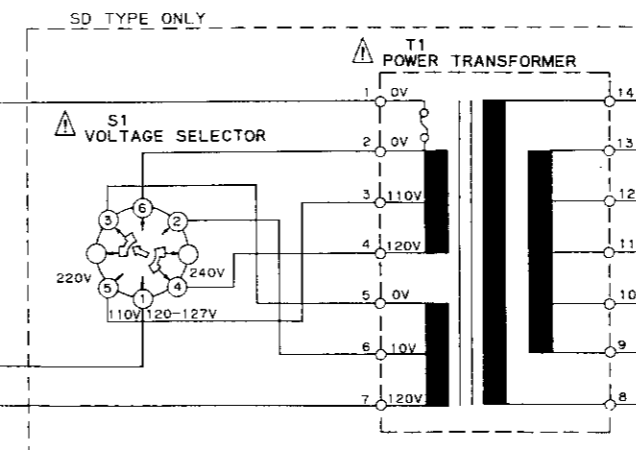 SD TYPE ONLY
T1
POWER TRANSFORMER
1 0V 14
S1
VOLTAGE SELECTOR
2 0V 13
3 110V 12
3 6 2
4 120V 11
220V 240V
5 1 4
110V 120-127V
5 0V 10
6 10V 9
7 120V 8